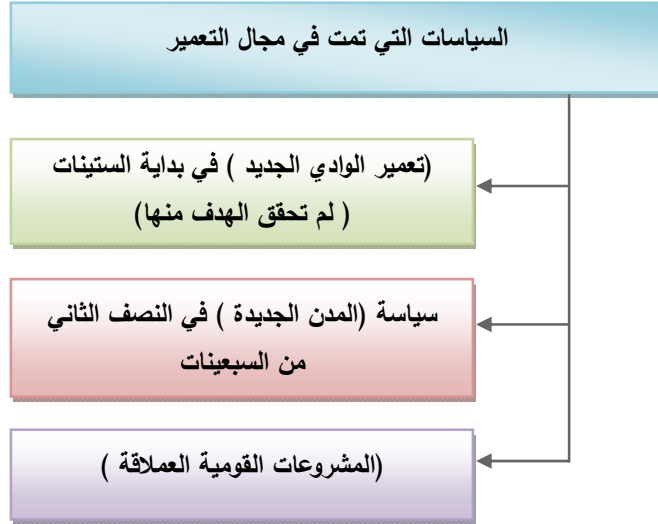 السياسات التي تمت في مجال التعمير
(تعمير الوادي الجديد ) في بداية الستينات
( لم تحقق الهدف منها)
سياسة (المدن الجديدة ) في النصف الثاني
من السبعينات
(المشروعات القومية العملاقة )